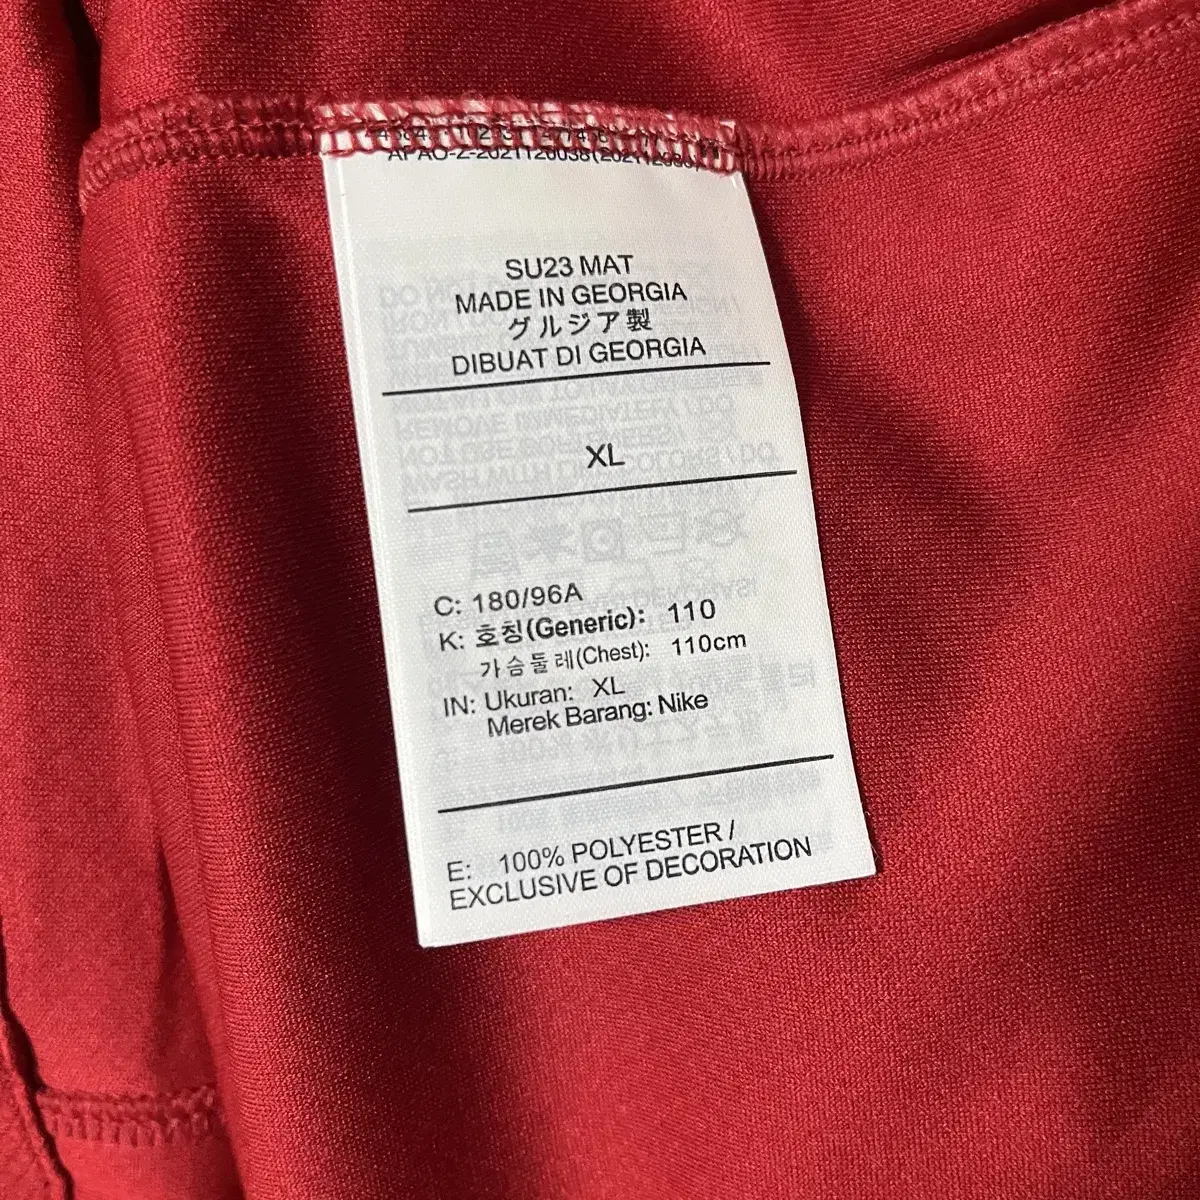 SU23 MAT
MADE IN GEORGIA
グルジア製
DIBUAT DI GEORGIA
XL
C: 180/96A
K: 호칭(Generic): 110
가슴둘레(Chest): 110cm
IN: Ukuran: XL
Merek Barang: Nike
E: 100% POLYESTER /
EXCLUSIVE OF DECORATION